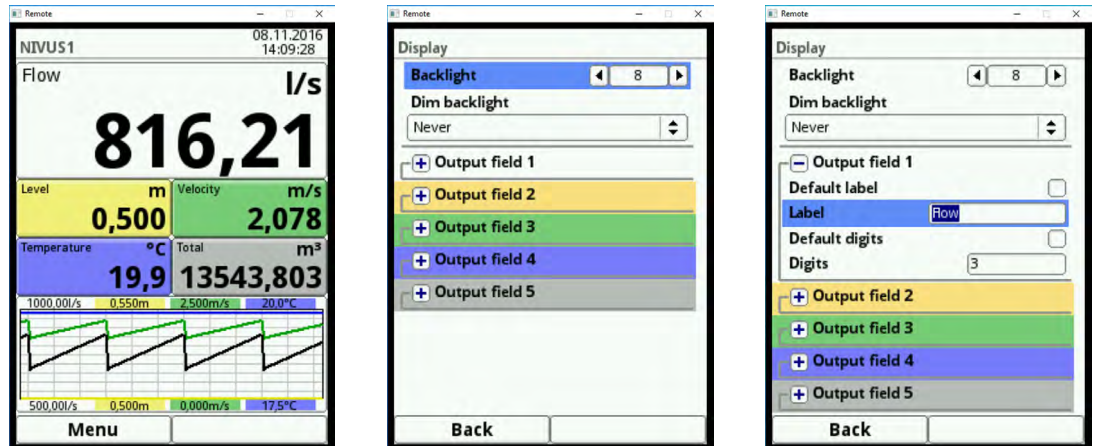 Remote
NIVUS1
08.11.2016
14:09:28
Flow
l/s
816,21
Level
m
0,500
Velocity
m/s
2,078
Temperature
°C
19,9
Total
m³
13543,803
1000,00l/s 0,550m 2,500m/s 20,0°C
500,00l/s 0,500m 0,000m/s 17,5°C
Menu
Remote
Display
Backlight 8
Dim backlight
Never
Output field 1
Output field 2
Output field 3
Output field 4
Output field 5
Back
Remote
Display
Backlight 8
Dim backlight
Never
Output field 1
Default label
Label Flow
Default digits
Digits 3
Output field 2
Output field 3
Output field 4
Output field 5
Back